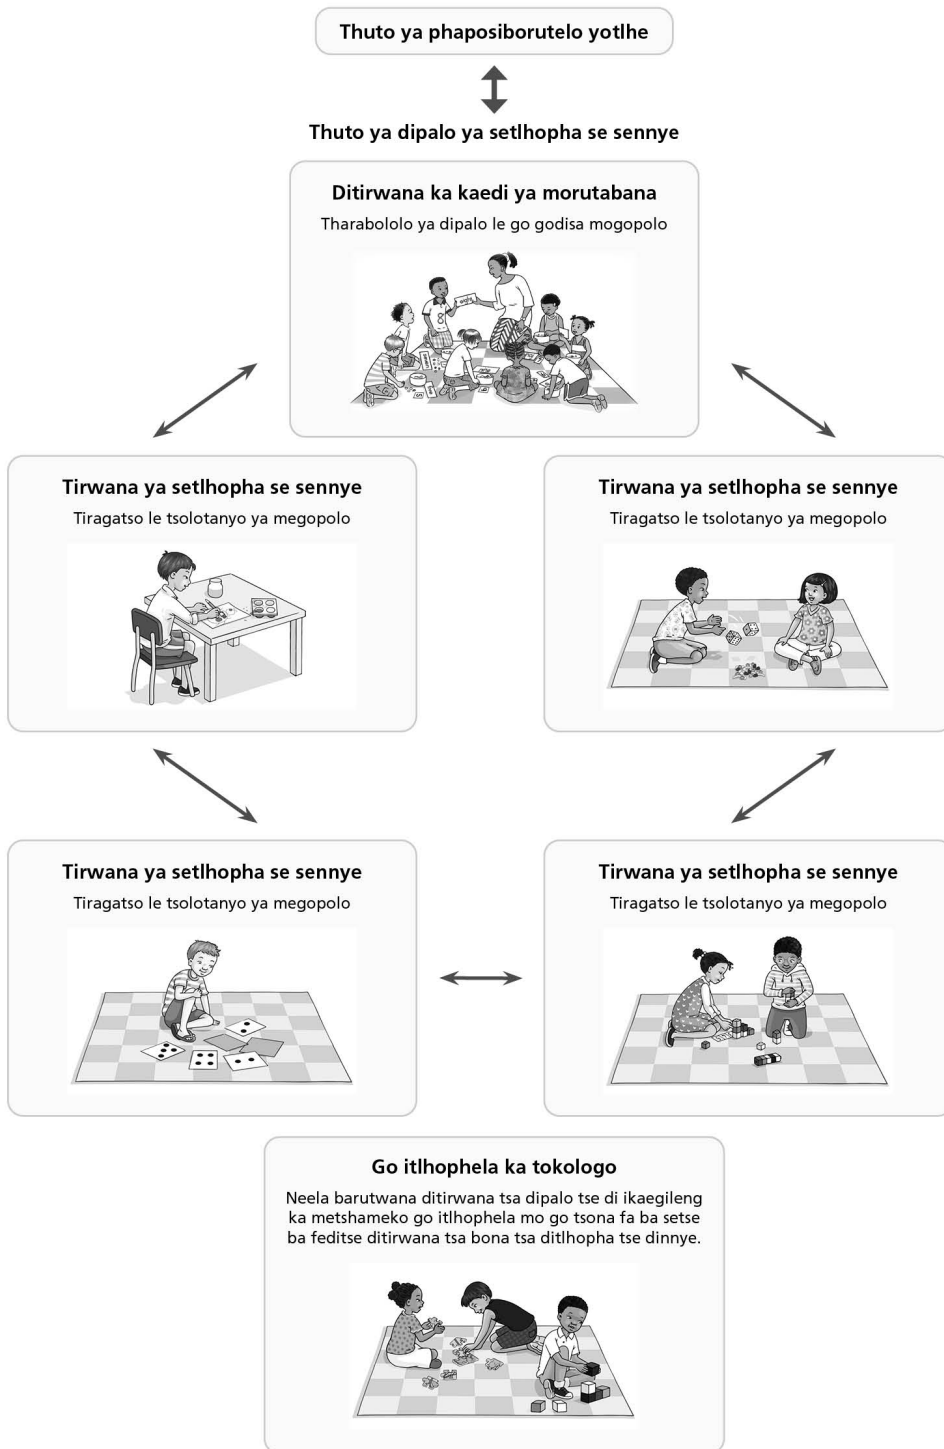 Thuto ya phaposiborutelo yotlhe
Thuto ya dipalo ya setlhopha se sennye
Ditirwana ka kaedi ya morutabana
Tharabololo ya dipalo le go godisa mogopolo
Tirwana ya setlhopha se sennye
Tiragatso le tsolotanyo ya megopolo
Tirwana ya setlhopha se sennye
Tiragatso le tsolotanyo ya megopolo
Tirwana ya setlhopha se sennye
Tiragatso le tsolotanyo ya megopolo
Tirwana ya setlhopha se sennye
Tiragatso le tsolotanyo ya megopolo
Go itlhophela ka tokologo
Neela barutwana ditirwana tsa dipalo tse di ikaegileng
ka metshameko go itlhophela mo go tsona fa ba setse
ba feditse ditirwana tsa bona tsa ditlhopha tse dinnye.